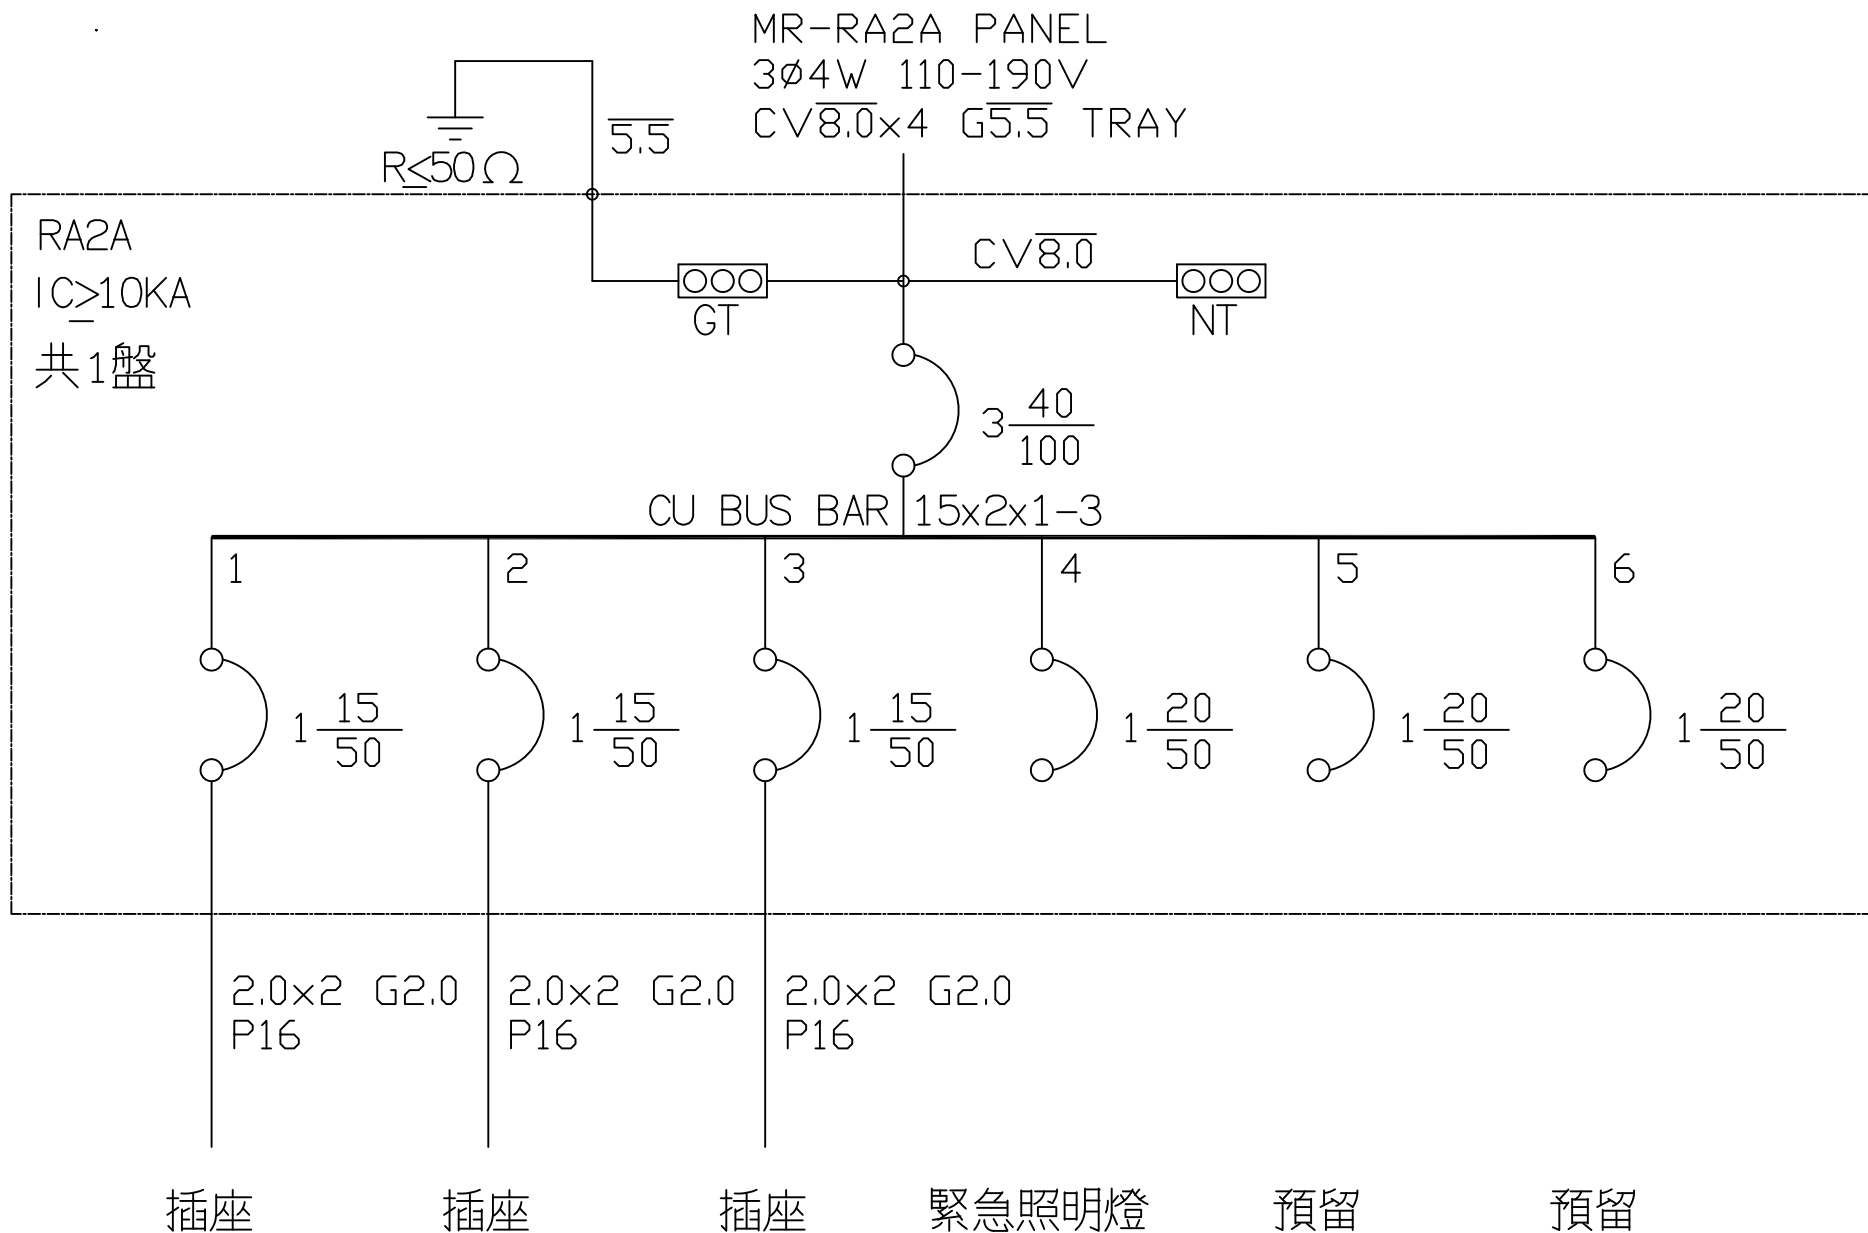 MR-RA2A PANEL
3ø4W 110-190V
CV8.0x4 G5.5 TRAY
5.5
R≤50Ω
RA2A
IC≥10KA
共1盤
CV8.0
GT
NT
3 40/100
CU BUS BAR 15x2x1-3
1 2 3 4 5 6
1 15/50 1 15/50 1 15/50 1 20/50 1 20/50 1 20/50
2.0x2 G2.0 2.0x2 G2.0 2.0x2 G2.0
P16 P16 P16
插座 插座 插座 緊急照明燈 預留 預留